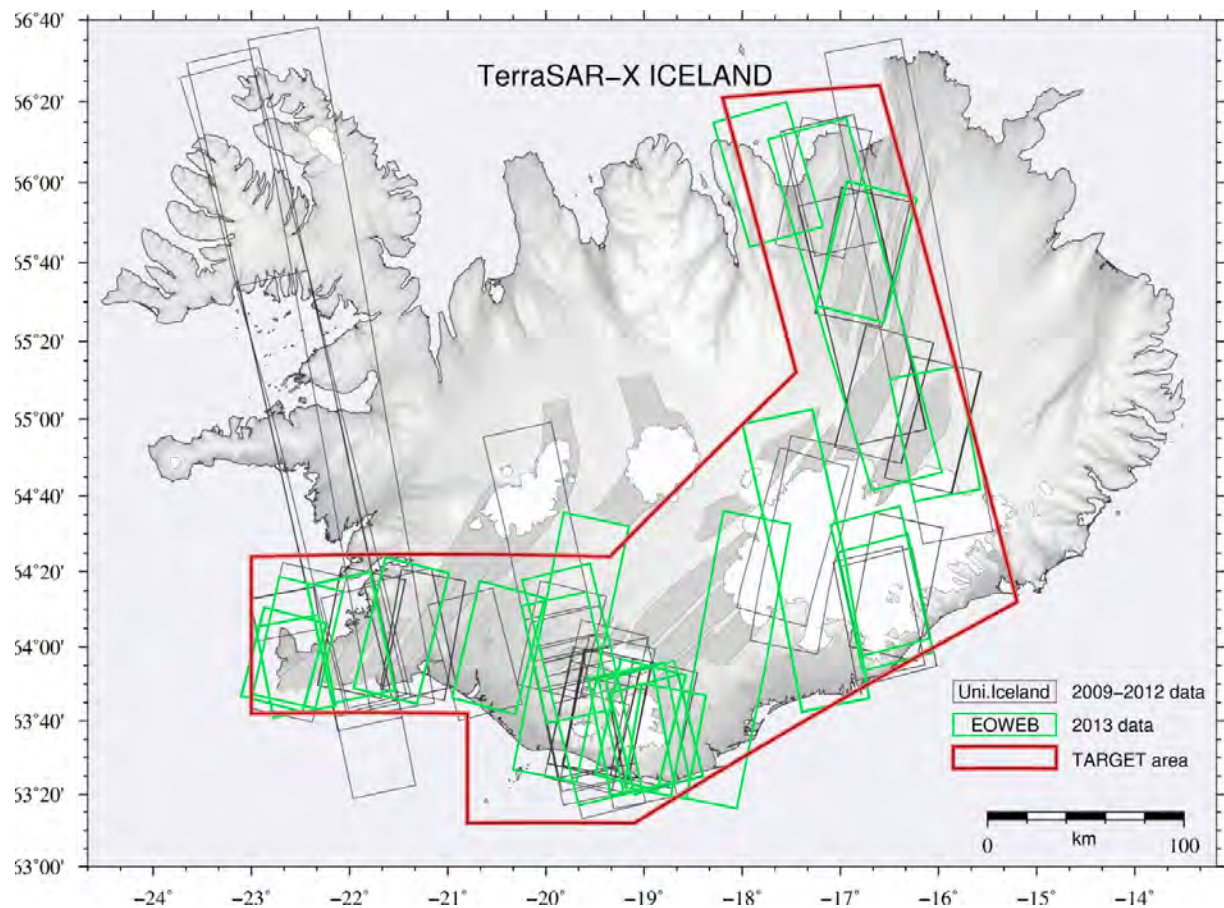 TerraSAR-X ICELAND
56°40'
56°20'
56°00'
55°40'
55°20'
55°00'
54°40'
54°20'
54°00'
53°40'
53°20'
53°00'
Uni.Iceland 2009-2012 data
EOWEB 2013 data
TARGET area
km
0 100
-24° -23° -22° -21° -20° -19° -18° -17° -16° -15° -14°